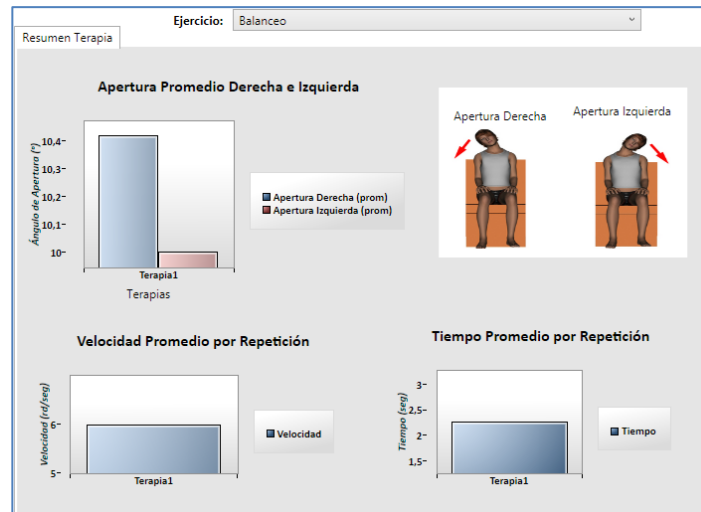 Ejercicio: Balanceo
Resumen Terapia
Apertura Promedio Derecha e Izquierda
Ángulo de Apertura (º)
10,4
10,3
10,2
10,1
10
Terapia1
Terapias
Apertura Derecha (prom)
Apertura Izquierda (prom)
Apertura Derecha
Apertura Izquierda
Velocidad Promedio por Repetición
Velocidad (rd/seg)
6
5
Terapia1
Velocidad
Tiempo Promedio por Repetición
Tiempo (seg)
3
2,5
2
1,5
Terapia1
Tiempo